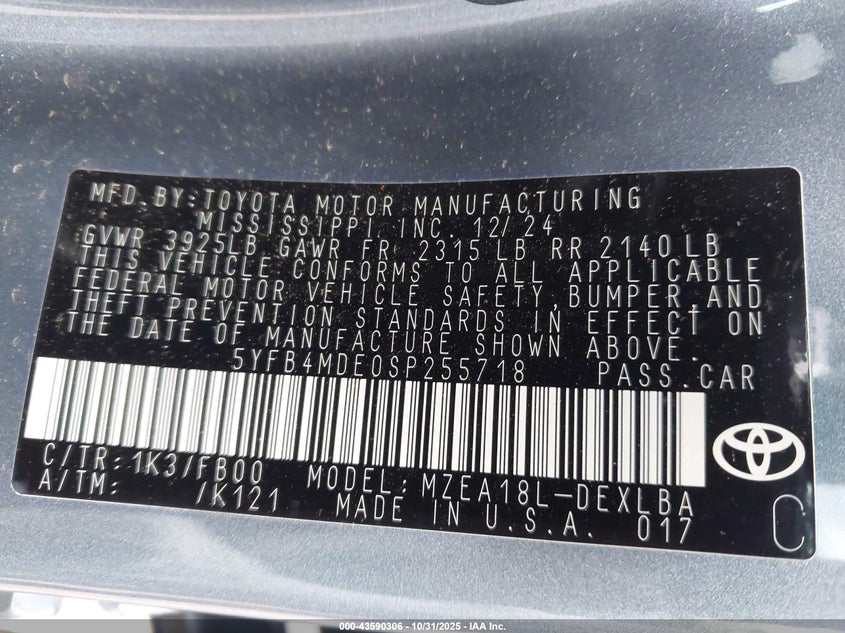 MFD.BY:TOYOTA MOTOR MANUFACTURING
MISSISSIPPI INC. 12/24
GVWR 3925LB GAWR FR 2315 LB RR 2140 LB
THIS VEHICLE CONFORMS TO ALL APPLICABLE
FEDERAL MOTOR VEHICLE SAFETY,BUMPER,AND
THEFT PREVENTION STANDARDS IN EFFECT ON
THE DATE OF MANUFACTURE SHOWN ABOVE.
5YFB4MDE0SP255718 PASS.CAR
C/TR:1K3/FB00 MODEL:MZEA18L-DEXLBA
A/TM: /K121 MADE IN U.S.A. 017
C
000-43590306 - 10/31/2025 - IAA Inc.